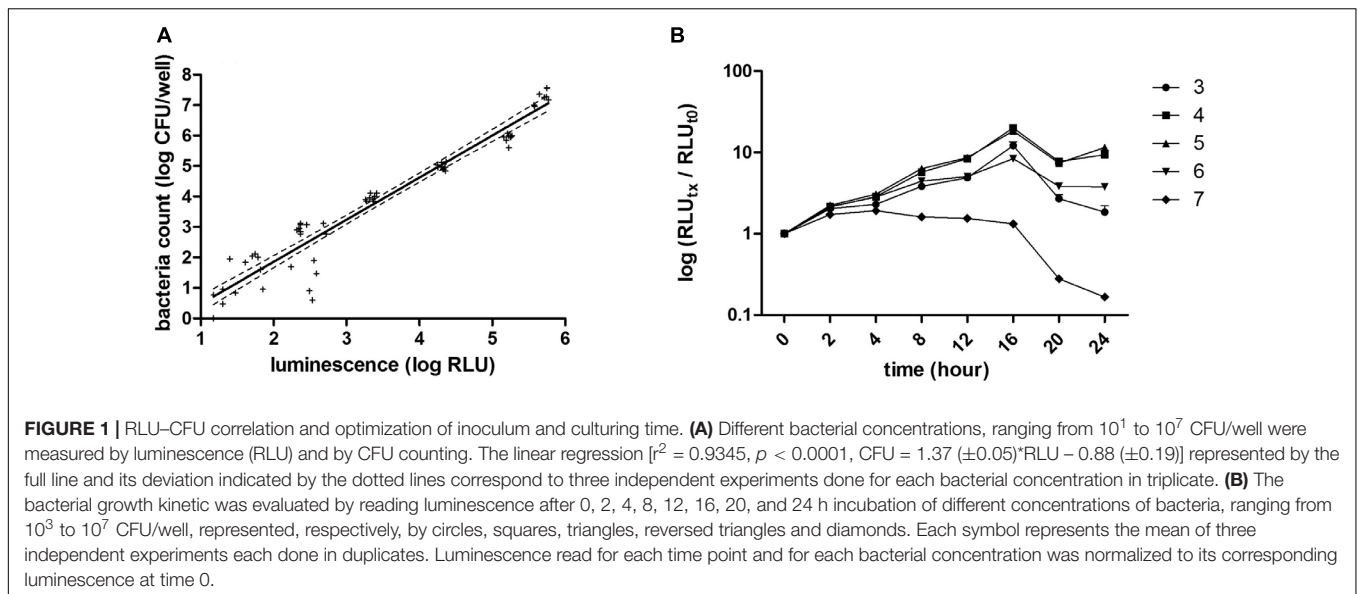 A
bacteria count (log CFU/well)
8
7
6
5
4
3
2
1
0
1 2 3 4 5 6
luminescence (log RLU)
B
log (RLUtx / RLUt0)
100
10
1
0.1
0 2 4 8 12 16 20 24
time (hour)
3
4
5
6
7
FIGURE 1 | RLU–CFU correlation and optimization of inoculum and culturing time. (A) Different bacterial concentrations, ranging from 10¹ to 10⁷ CFU/well were
measured by luminescence (RLU) and by CFU counting. The linear regression [r² = 0.9345, p < 0.0001, CFU = 1.37 (±0.05)*RLU – 0.88 (±0.19)] represented by the
full line and its deviation indicated by the dotted lines correspond to three independent experiments done for each bacterial concentration in triplicate. (B) The
bacterial growth kinetic was evaluated by reading luminescence after 0, 2, 4, 8, 12, 16, 20, and 24 h incubation of different concentrations of bacteria, ranging from
10³ to 10⁷ CFU/well, represented, respectively, by circles, squares, triangles, reversed triangles and diamonds. Each symbol represents the mean of three
independent experiments each done in duplicates. Luminescence read for each time point and for each bacterial concentration was normalized to its corresponding
luminescence at time 0.